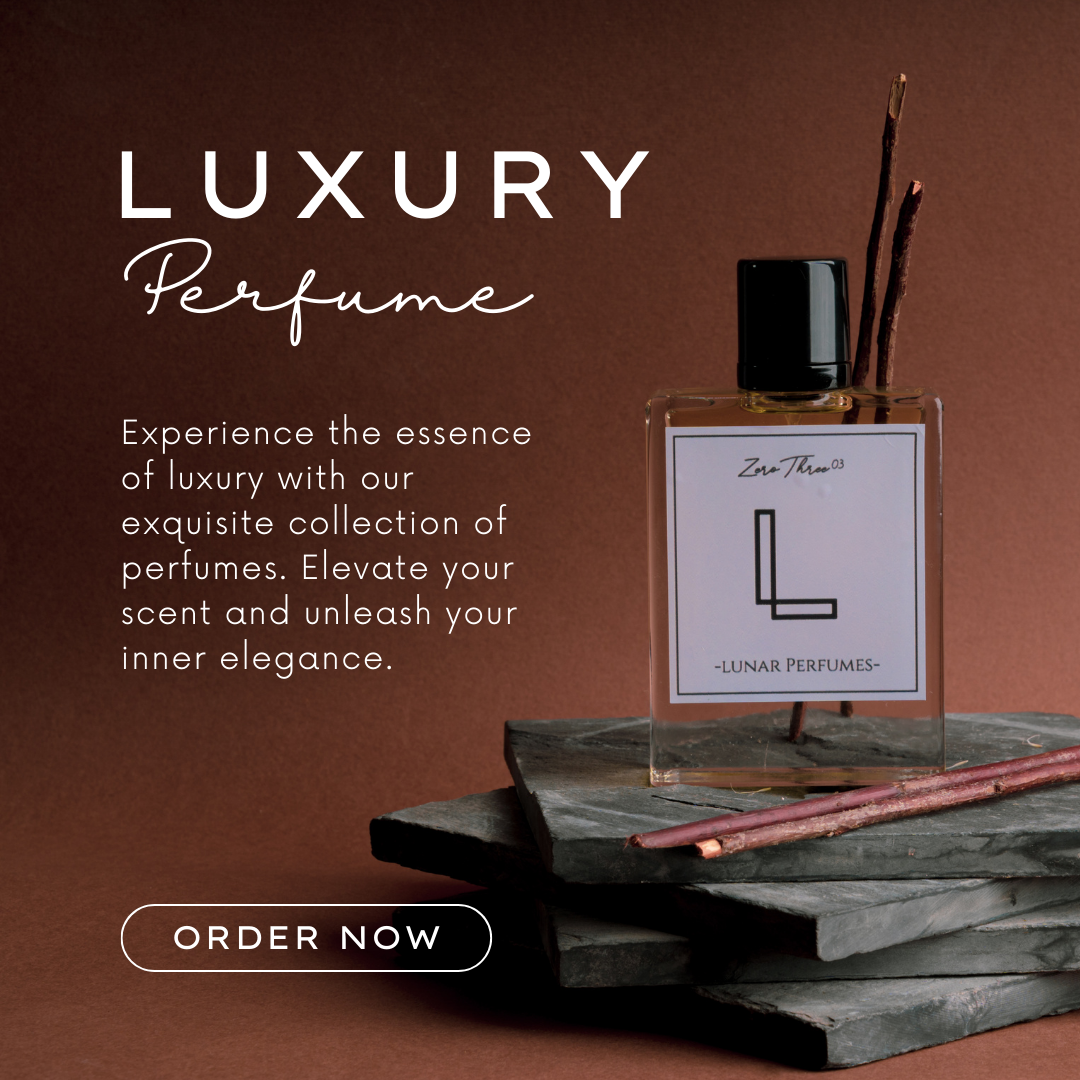 LUXURY
Perfume
Experience the essence
of luxury with our
exquisite collection of
perfumes. Elevate your
scent and unleash your
inner elegance.
ORDER NOW
Zero Three 03
L
-LUNAR PERFUMES-